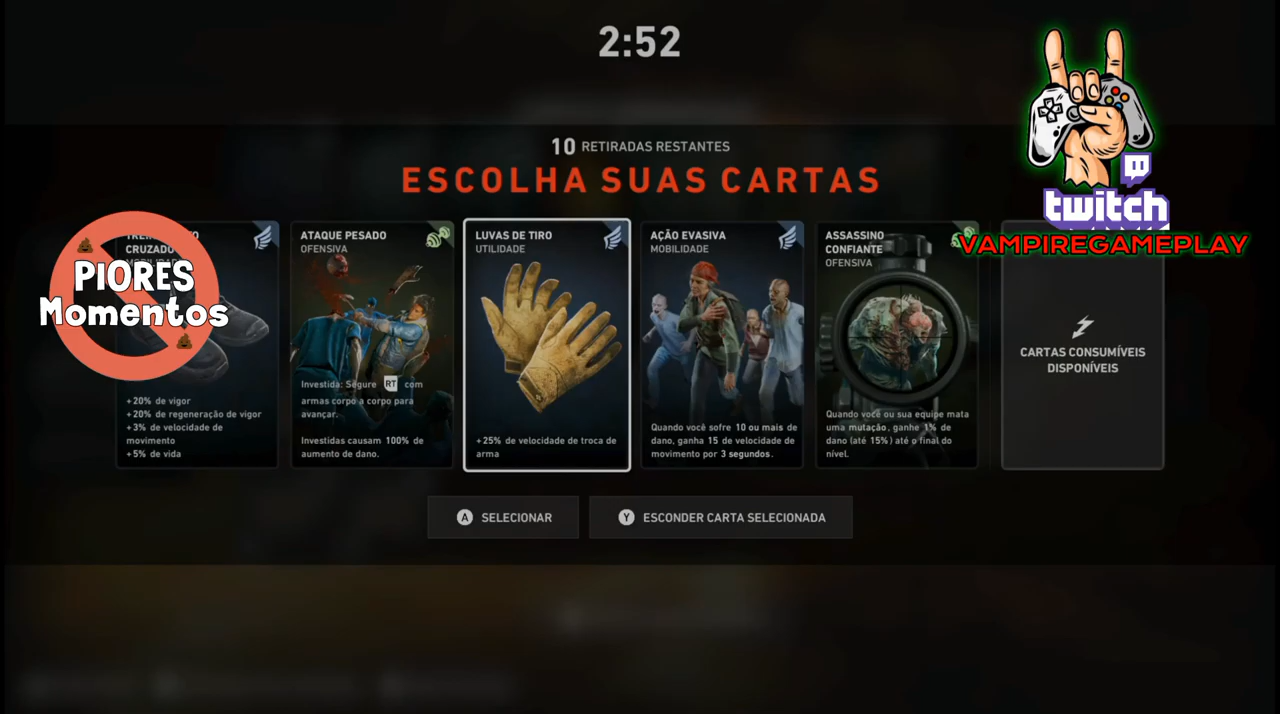 2:52
10 RETIRADAS RESTANTES
ESCOLHA SUAS CARTAS
twitch
VAMPIREGAMEPLAY
PIORES
Momentos
CRUZADO
+20% de vigor
+20% de regeneração de vigor
+3% de velocidade de
movimento
+5% de vida
ATAQUE PESADO
OFENSIVA
Investida: Segure RT com
armas corpo a corpo para
avançar.
Investidas causam 100% de
aumento de dano.
LUVAS DE TIRO
UTILIDADE
+25% de velocidade de troca de
arma
AÇÃO EVASIVA
MOBILIDADE
Quando você sofre 10 ou mais de
dano, ganha 15 de velocidade de
movimento por 3 segundos.
ASSASSINO
CONFIANTE
OFENSIVA
Quando você ou sua equipe mata
uma mutação, ganhe 1% de
dano (até 15%) até o final do
nível.
CARTAS CONSUMÍVEIS
DISPONÍVEIS
A SELECIONAR
Y ESCONDER CARTA SELECIONADA